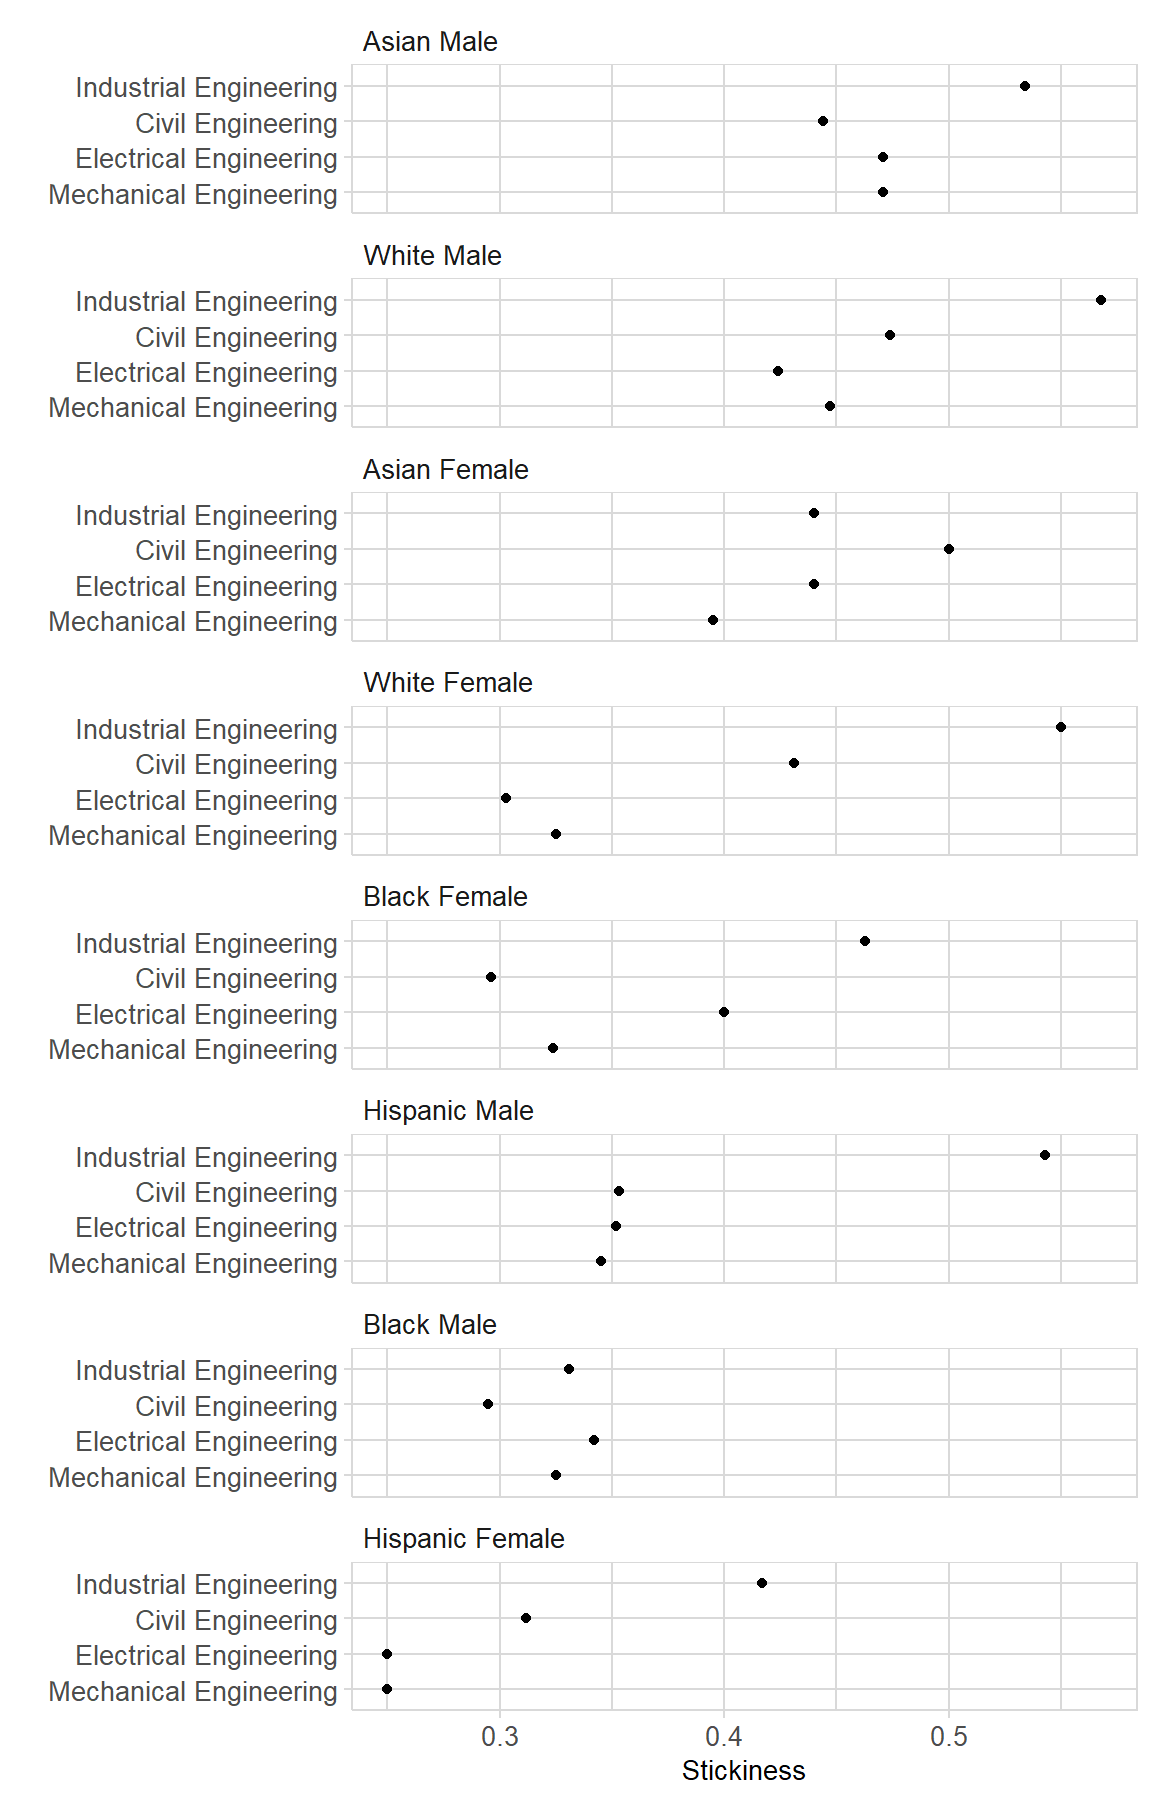 Asian Male
Industrial Engineering
Civil Engineering
Electrical Engineering
Mechanical Engineering
White Male
Industrial Engineering
Civil Engineering
Electrical Engineering
Mechanical Engineering
Asian Female
Industrial Engineering
Civil Engineering
Electrical Engineering
Mechanical Engineering
White Female
Industrial Engineering
Civil Engineering
Electrical Engineering
Mechanical Engineering
Black Female
Industrial Engineering
Civil Engineering
Electrical Engineering
Mechanical Engineering
Hispanic Male
Industrial Engineering
Civil Engineering
Electrical Engineering
Mechanical Engineering
Black Male
Industrial Engineering
Civil Engineering
Electrical Engineering
Mechanical Engineering
Hispanic Female
Industrial Engineering
Civil Engineering
Electrical Engineering
Mechanical Engineering
0.3 0.4 0.5
Stickiness